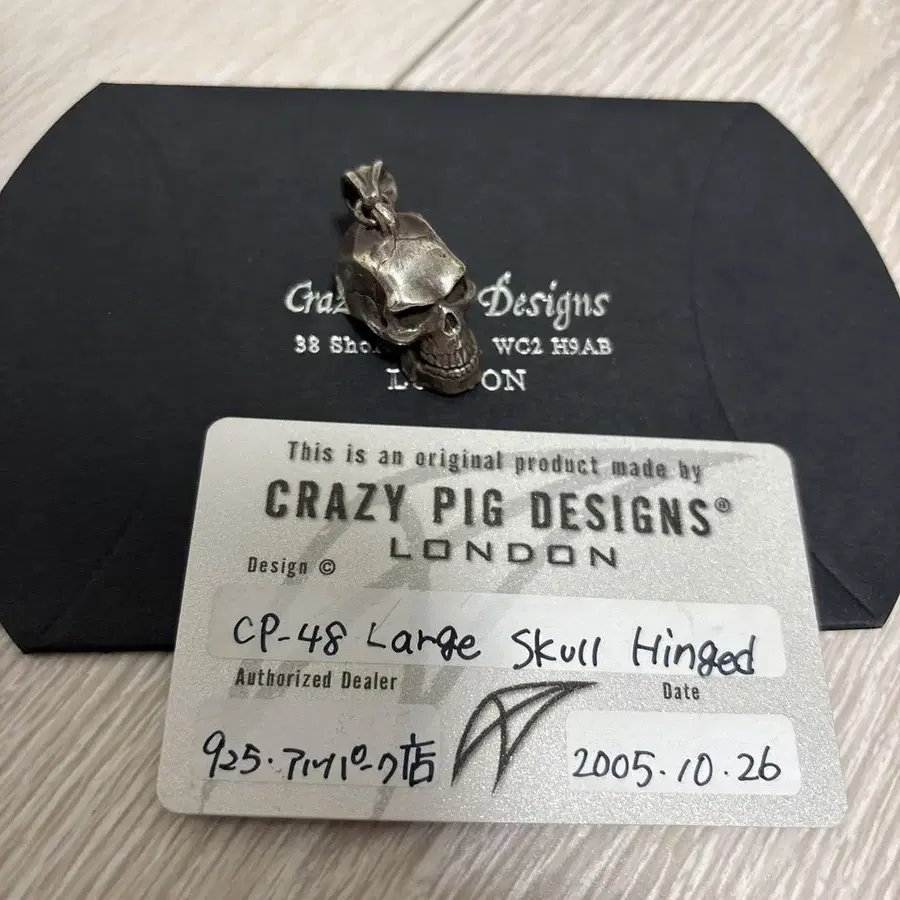 Craz Designs
38 Sho WC2 H9AB
L ON
This is an original product made by
CRAZY PIG DESIGNS®
LONDON
Design ©
CP-48 Large Skull Hinged
Authorized Dealer
Date
925.アメパーク店
2005.10.26